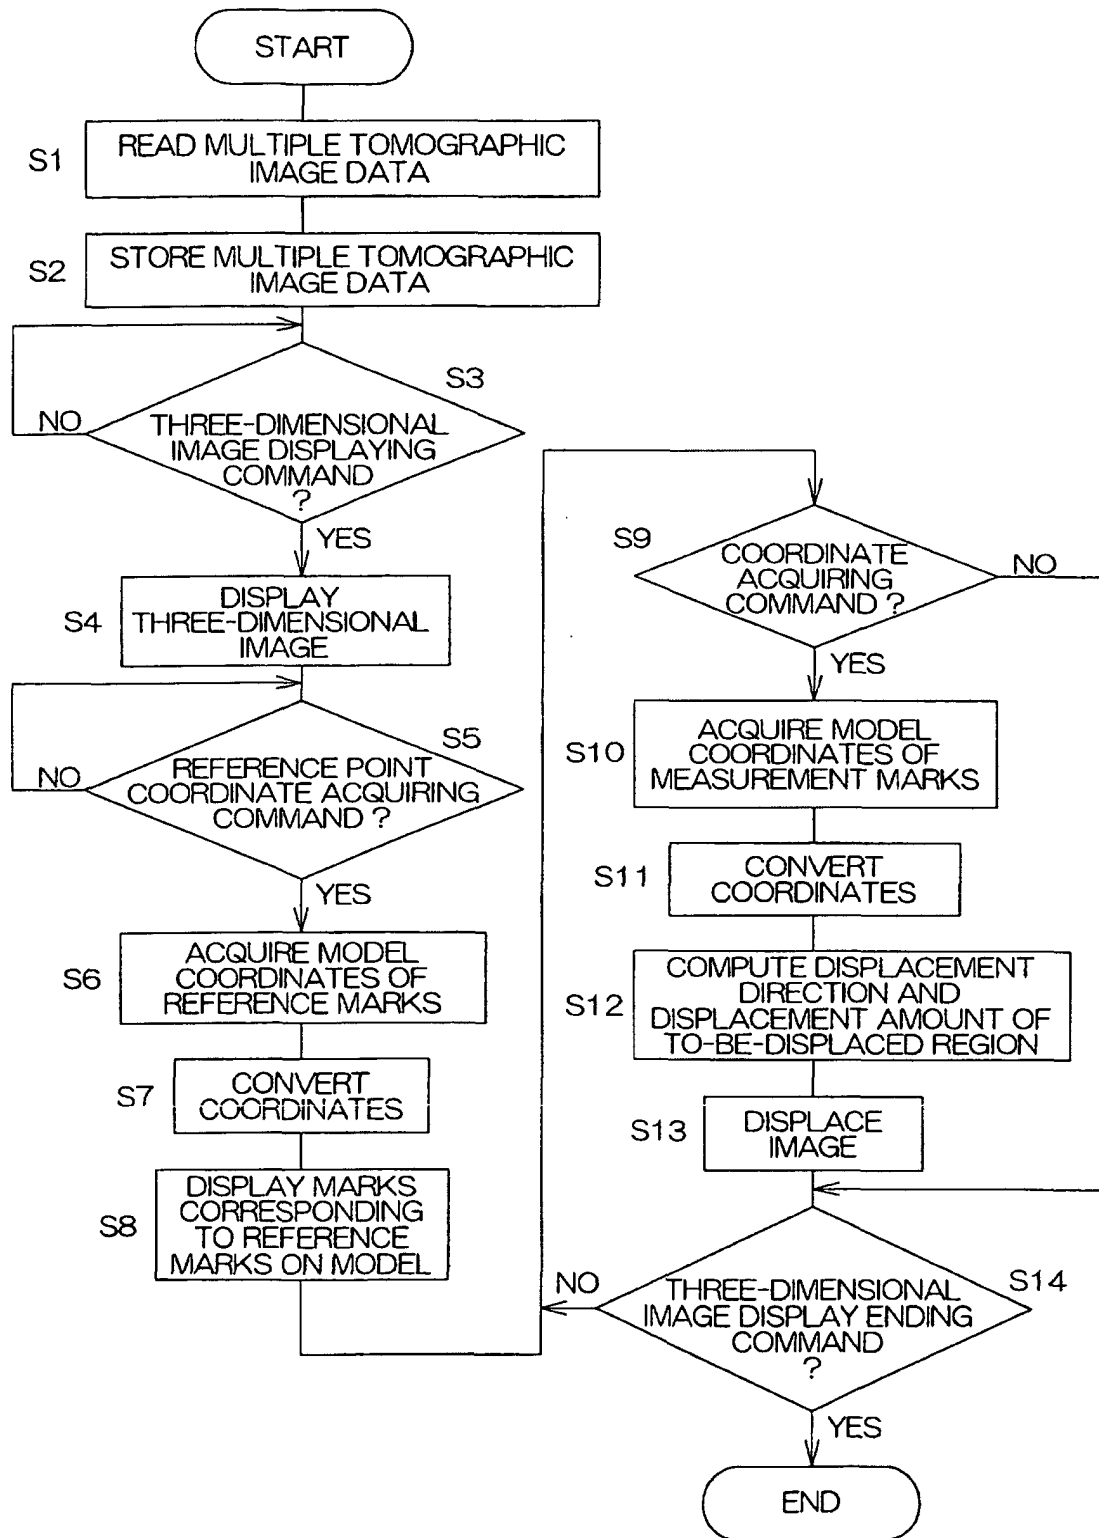 START
S1
READ MULTIPLE TOMOGRAPHIC
IMAGE DATA
S2
STORE MULTIPLE TOMOGRAPHIC
IMAGE DATA
S3
NO
THREE-DIMENSIONAL
IMAGE DISPLAYING
COMMAND
?
YES
S4
DISPLAY
THREE-DIMENSIONAL
IMAGE
S5
NO
REFERENCE POINT
COORDINATE ACQUIRING
COMMAND ?
YES
S6
ACQUIRE MODEL
COORDINATES OF
REFERENCE MARKS
S7
CONVERT
COORDINATES
S8
DISPLAY MARKS
CORRESPONDING
TO REFERENCE
MARKS ON MODEL
S9
COORDINATE
ACQUIRING
COMMAND ?
NO
YES
S10
ACQUIRE MODEL
COORDINATES OF
MEASUREMENT MARKS
S11
CONVERT
COORDINATES
S12
COMPUTE DISPLACEMENT
DIRECTION AND
DISPLACEMENT AMOUNT OF
TO-BE-DISPLACED REGION
S13
DISPLACE
IMAGE
S14
NO
THREE-DIMENSIONAL
IMAGE DISPLAY ENDING
COMMAND
?
YES
END